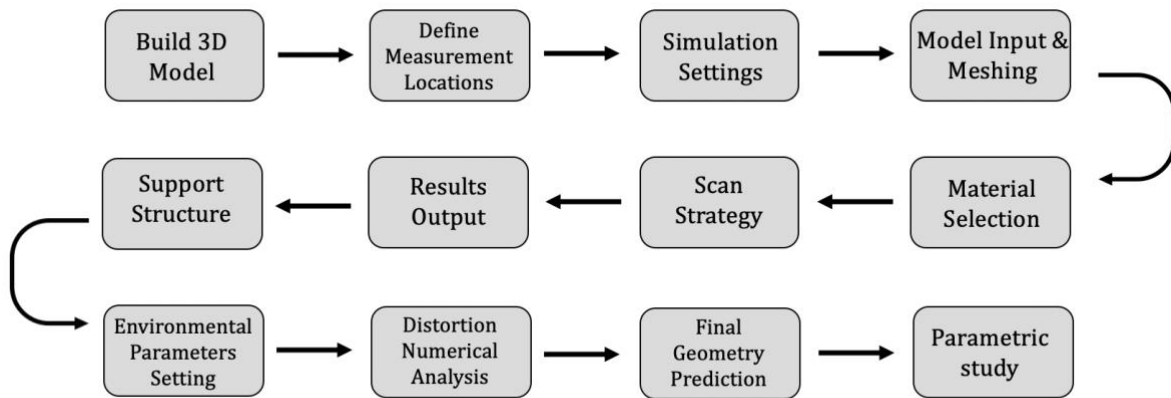 Build 3D
Model
Define
Measurement
Locations
Simulation
Settings
Model Input &
Meshing
Material
Selection
Scan
Strategy
Results
Output
Support
Structure
Environmental
Parameters
Setting
Distortion
Numerical
Analysis
Final
Geometry
Prediction
Parametric
study